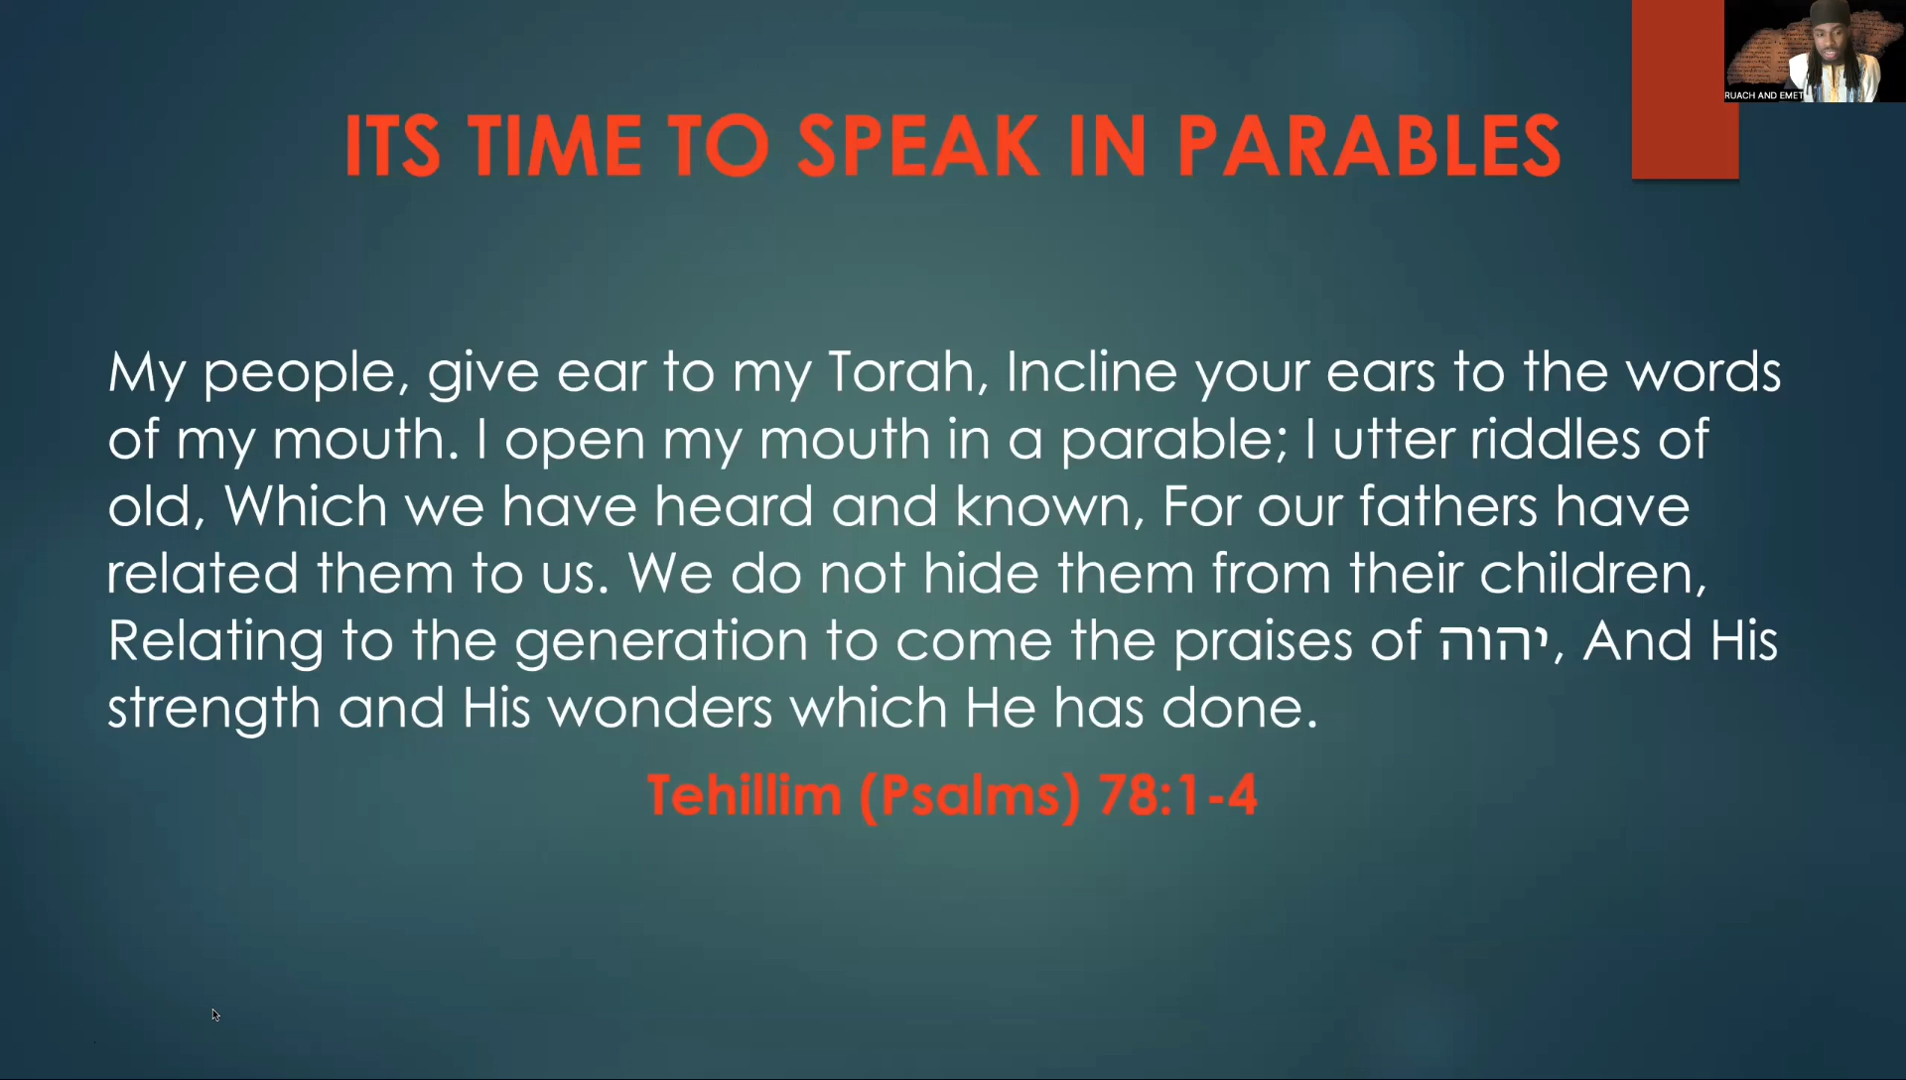 RUACH AND EMET
ITS TIME TO SPEAK IN PARABLES
My people, give ear to my Torah, Incline your ears to the words
of my mouth. I open my mouth in a parable; I utter riddles of
old, Which we have heard and known, For our fathers have
related them to us. We do not hide them from their children,
Relating to the generation to come the praises of יהוה, And His
strength and His wonders which He has done.
Tehillim (Psalms) 78:1-4